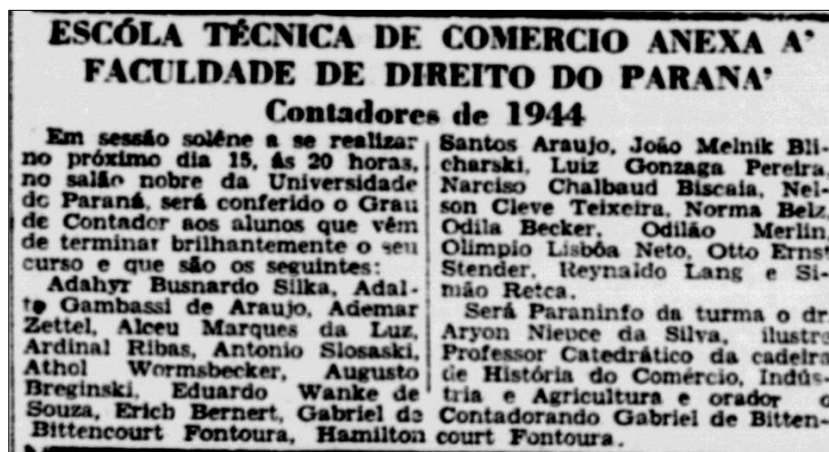 ESCÓLA TÉCNICA DE COMERCIO ANEXA A'
FACULDADE DE DIREITO DO PARANA'
Contadores de 1944
Em sessão solêne a se realizar
no próximo dia 15, ás 20 horas,
no salão nobre da Universidade
do Paraná, será conferido o Grau
de Contador aos alunos que vêm
de terminar brilhantemente o seu
curso e que são os seguintes:
Adahyr Busnardo Silka, Adal-
to Gambassi de Araujo, Ademar
Zettel, Alceu Marques da Luz,
Ardinal Ribas, Antonio Slosaski,
Athol Wormsbecker, Augusto
Breginski, Eduardo Wanke de
Souza, Erich Bernert, Gabriel de
Bittencourt Fontoura, Hamilton
Santos Araujo, João Melnik Bli-
charski, Luiz Gonzaga Pereira,
Narciso Chalbaud Biscaia, Nel-
son Cleve Teixeira, Norma Belz,
Odila Becker, Odilão Merlin,
Olimpio Lisbôa Neto, Otto Ernst
Stender, Reynaldo Lang e Si-
mão Retca.
Será Paraninfo da turma o dr.
Aryon Niepce da Silva, ilustre
Professor Catedrático da cadeira
de História do Comércio, Indús-
tria e Agricultura e orador o
Contadorando Gabriel de Bitten-
court Fontoura.